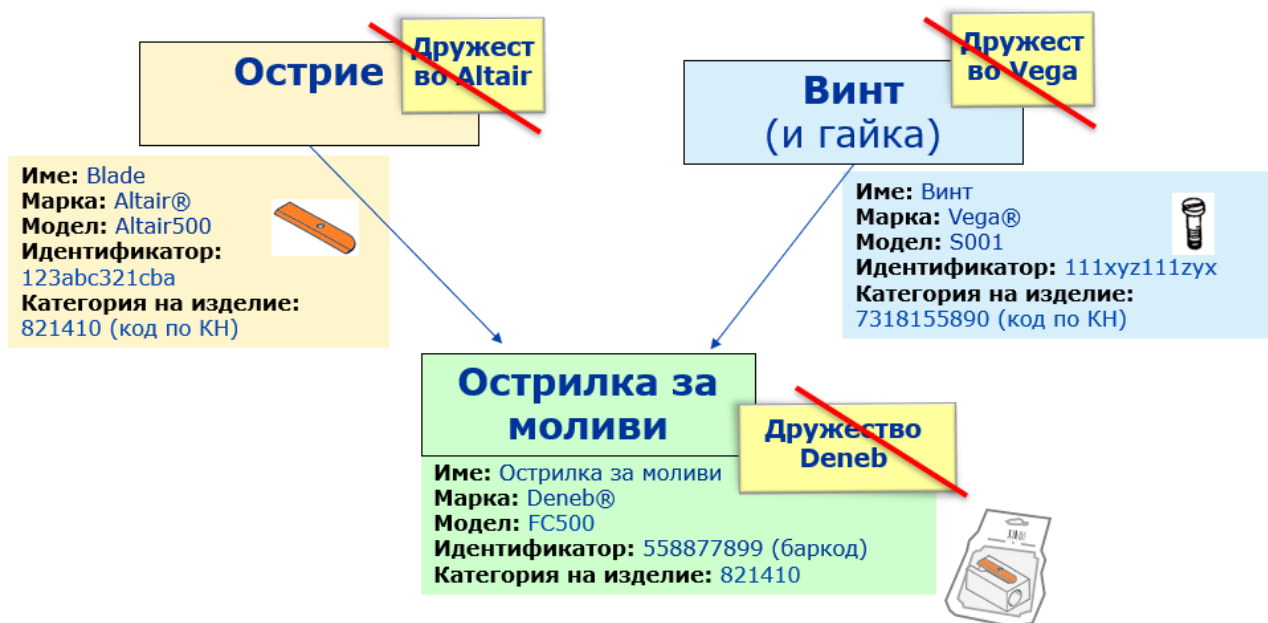 Острие
Дружест
во Altair
Име: Blade
Марка: Altair®
Модел: Altair500
Идентификатор:
123abc321cba
Категория на изделие:
821410 (код по КН)
Винт
(и гайка)
Дружест
во Vega
Име: Винт
Марка: Vega®
Модел: S001
Идентификатор: 111xyz111zyx
Категория на изделие:
7318155890 (код по КН)
Острилка за
моливи
Дружество
Deneb
Име: Острилка за моливи
Марка: Deneb®
Модел: FC500
Идентификатор: 558877899 (баркод)
Категория на изделие: 821410